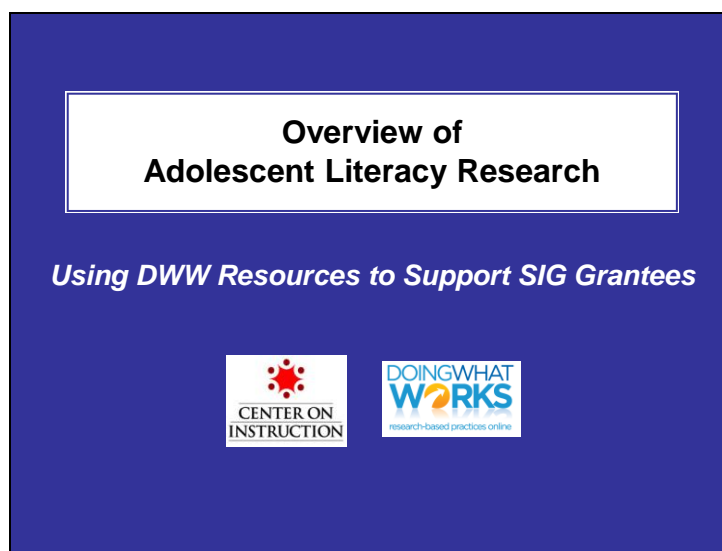 Overview of
Adolescent Literacy Research
Using DWW Resources to Support SIG Grantees
CENTER ON
INSTRUCTION
DOINGWHAT
WORKS
research-based practices online